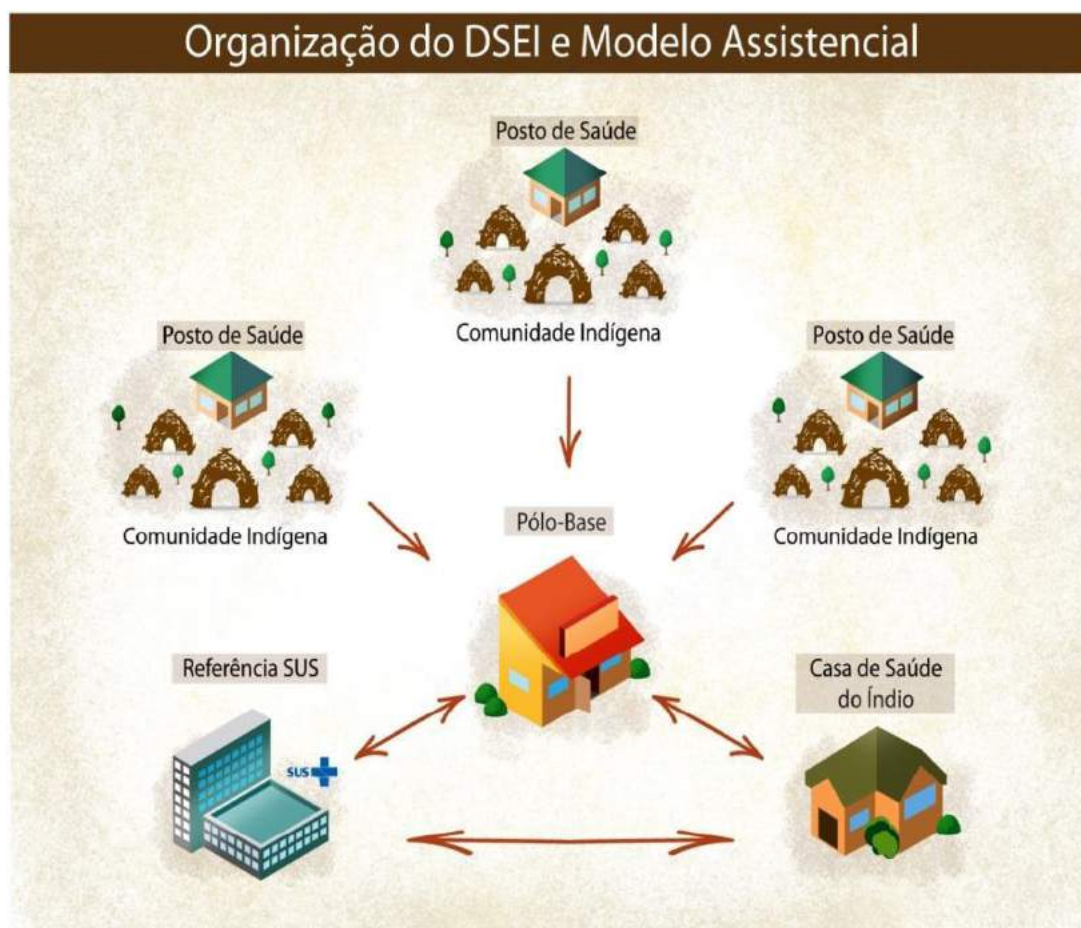 Organização do DSEI e Modelo Assistencial
Posto de Saúde
Comunidade Indígena
Posto de Saúde
Comunidade Indígena
Posto de Saúde
Comunidade Indígena
Pólo-Base
Referência SUS
SUS
Casa de Saúde
do Índio